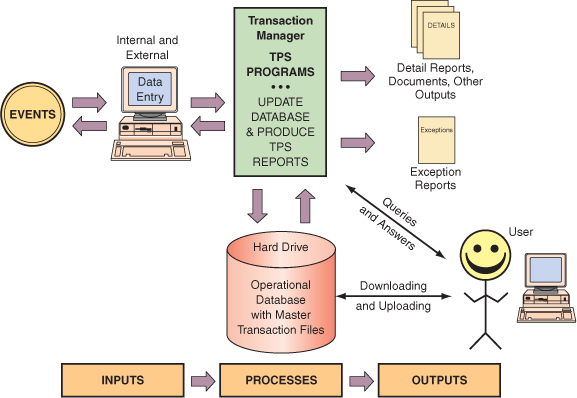 Transaction
Manager
TPS
PROGRAMS
•••
UPDATE
DATABASE
& PRODUCE
TPS
REPORTS
Internal and
External
Data
Entry
EVENTS
DETAILS
Detail Reports,
Documents, Other
Outputs
Exceptions
Exception
Reports
Queries
and Answers
User
Hard Drive
Operational
Database
with Master
Transaction Files
Downloading
and Uploading
INPUTS
PROCESSES
OUTPUTS